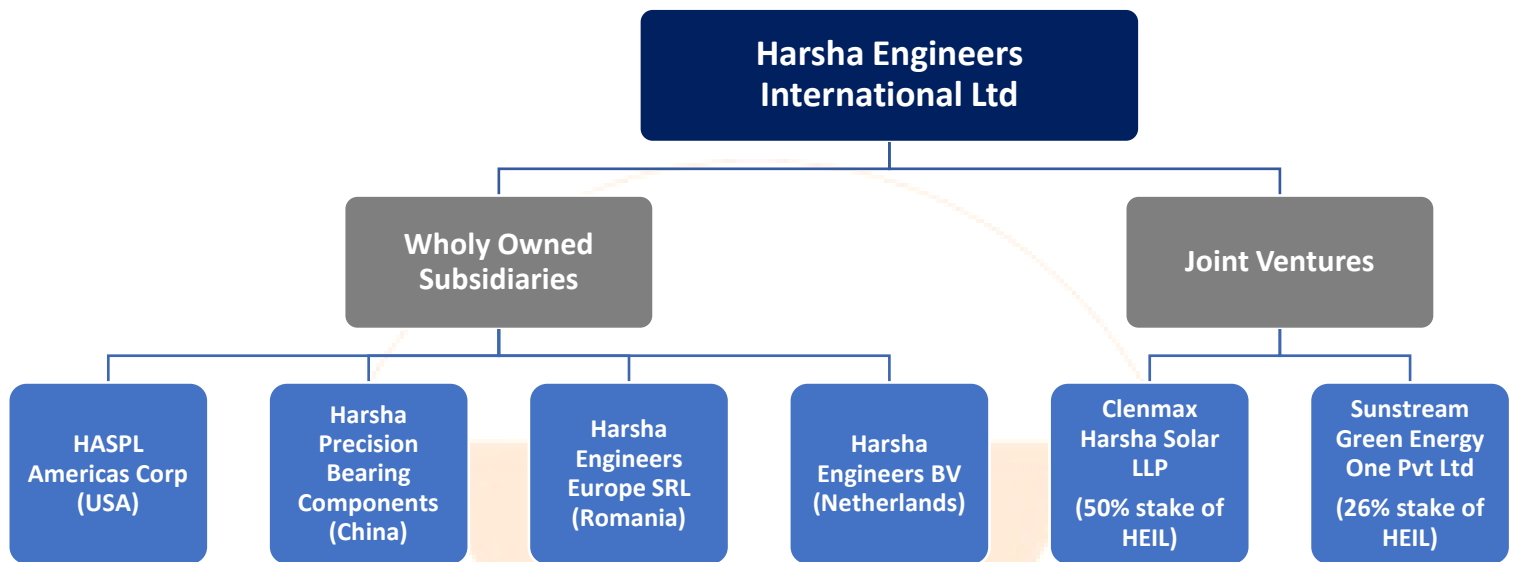 Harsha Engineers
International Ltd
Wholy Owned
Subsidiaries
Joint Ventures
HASPL
Americas Corp
(USA)
Harsha
Precision
Bearing
Components
(China)
Harsha
Engineers
Europe SRL
(Romania)
Harsha
Engineers BV
(Netherlands)
Clenmax
Harsha Solar
LLP
(50% stake of
HEIL)
Sunstream
Green Energy
One Pvt Ltd
(26% stake of
HEIL)